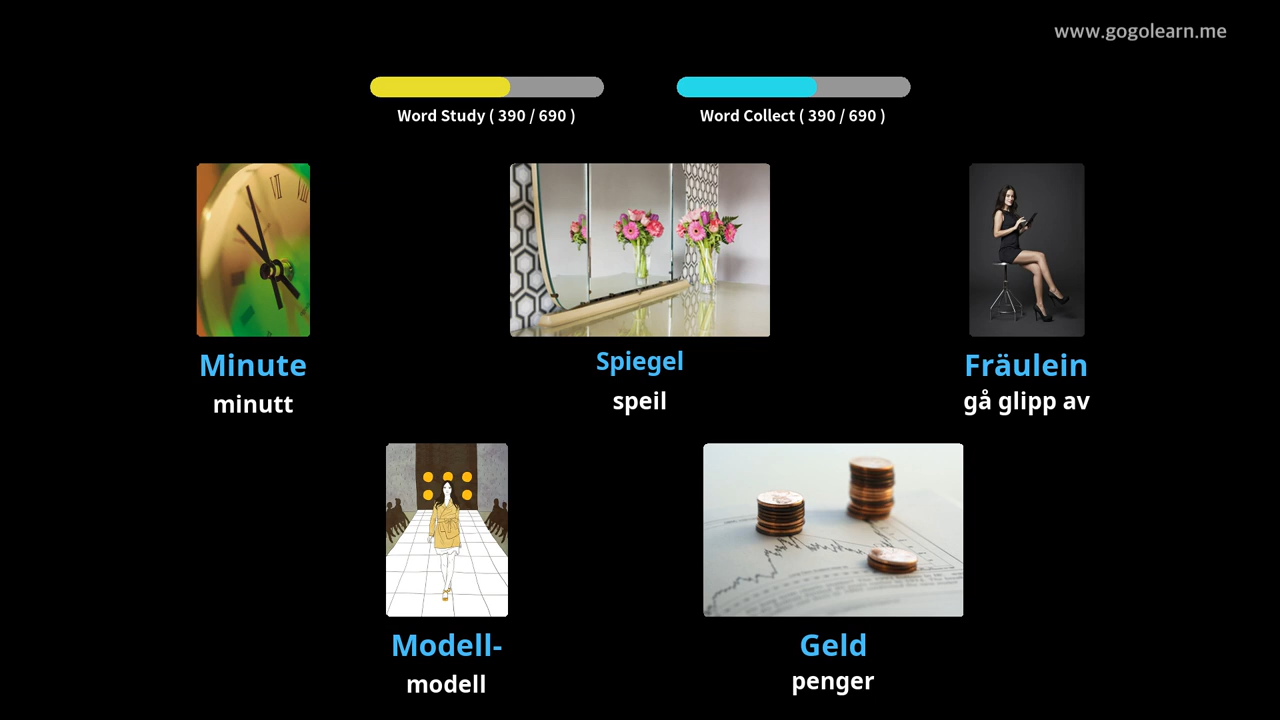 www.gogolearn.me
Word Study ( 390 / 690 )
Word Collect ( 390 / 690 )
Minute
minutt
Spiegel
speil
Fräulein
gå glipp av
Modell-
modell
Geld
penger